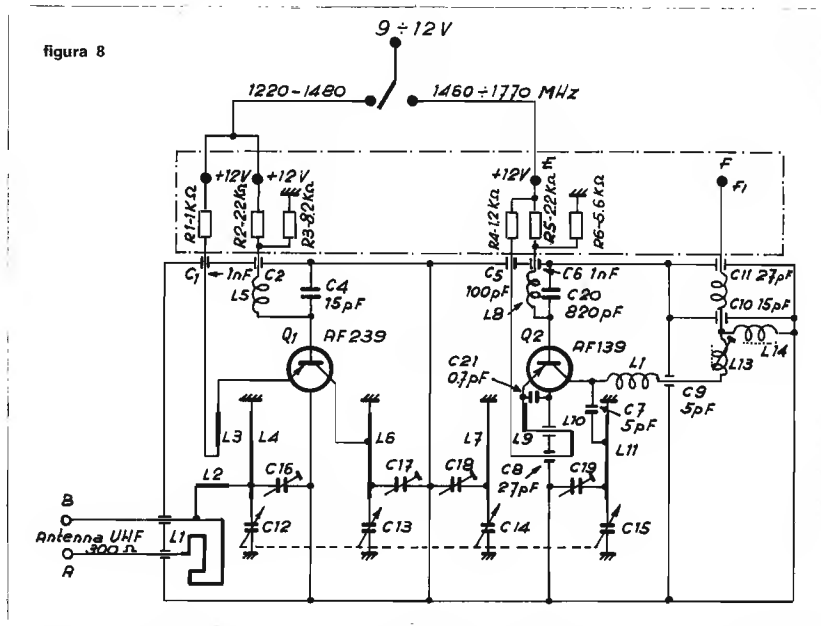 figura 8
9÷12V
1220-1480
1460÷1770 MHz
+12V
+12V
+12V
m
F
F1
R1-1KΩ
R2-22KΩ
R3-8.2KΩ
R4-1.2KΩ
R5-22KΩ
R6-5.6KΩ
C1
1nF
C2
L5
C4
15pF
C5
100pF
C6 1nF
C20
820pF
L8
C11 27pF
C10 15pF
L14
L13
Q1
AF239
Q2
AF139
C21
0.7pF
L1
C9
5pF
C7
5pF
L3
L4
L6
L7
L9
L10
L11
L2
C16
C17
C18
C8
27pF
C19
B
Antenna UHF
300Ω
A
L1
C12
C13
C14
C15